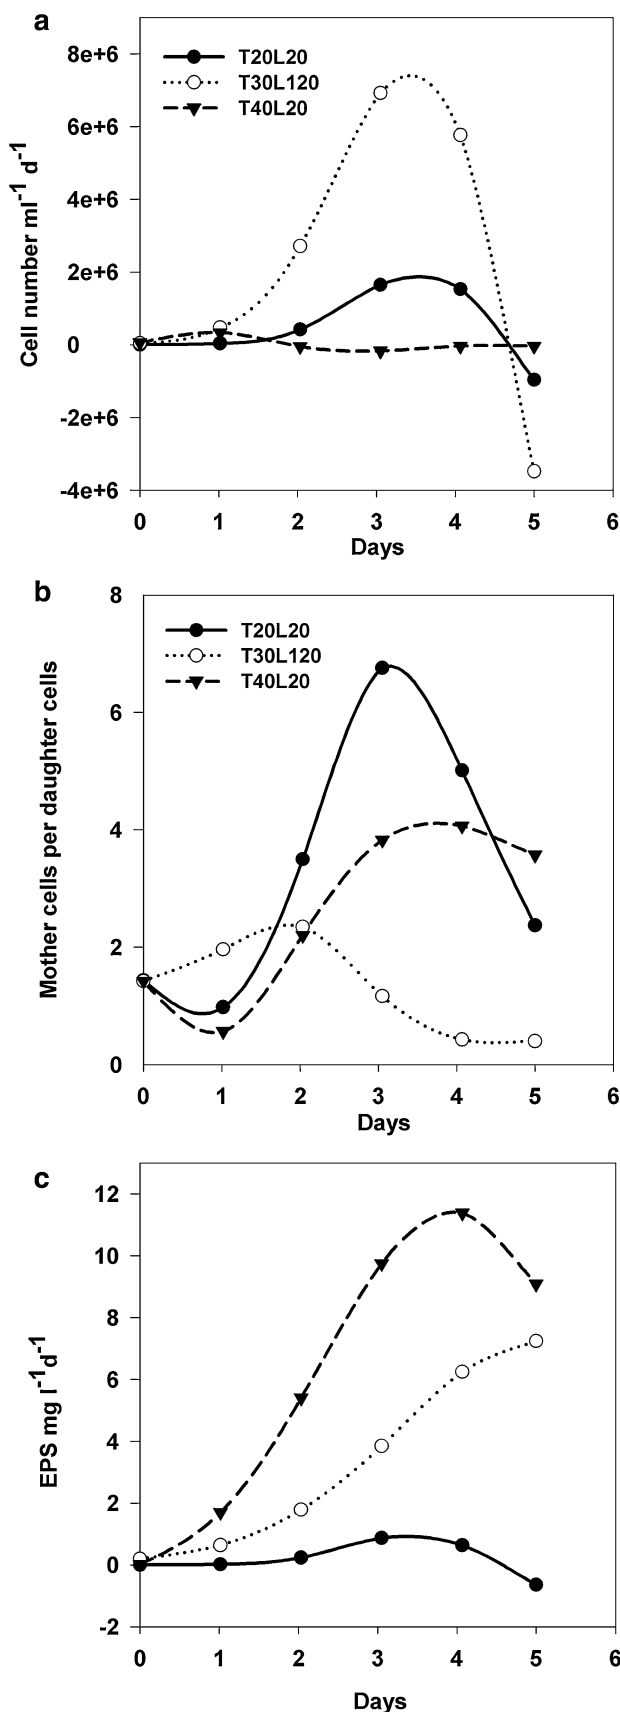 a
8e+6
6e+6
4e+6
2e+6
0
-2e+6
-4e+6
Cell number ml⁻¹ d⁻¹
T20L20
T30L120
T40L20
0 1 2 3 4 5 6
Days
b
8
6
4
2
0
Mother cells per daughter cells
T20L20
T30L120
T40L20
0 1 2 3 4 5 6
Days
c
12
10
8
6
4
2
0
-2
EPS mg l⁻¹d⁻¹
0 1 2 3 4 5 6
Days